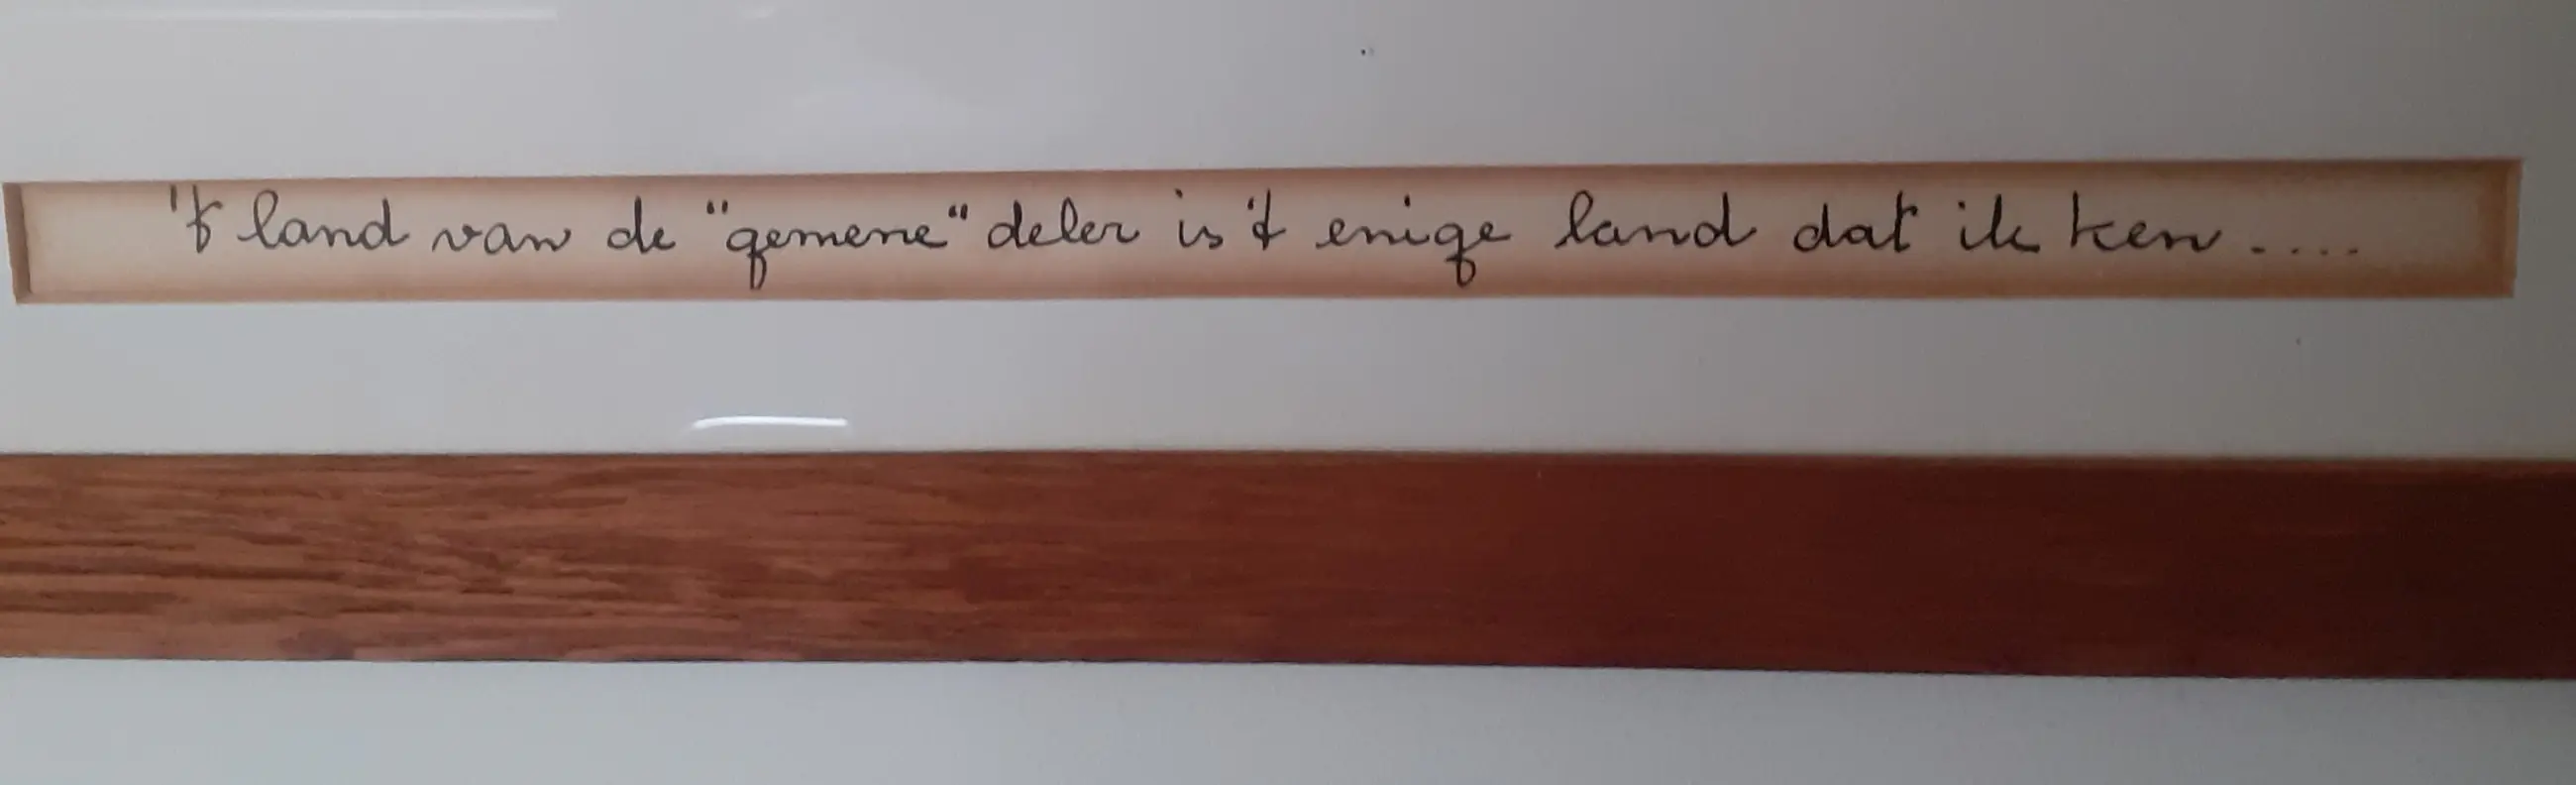 't land van de "gemene" deler is 't enige land dat ik ken....